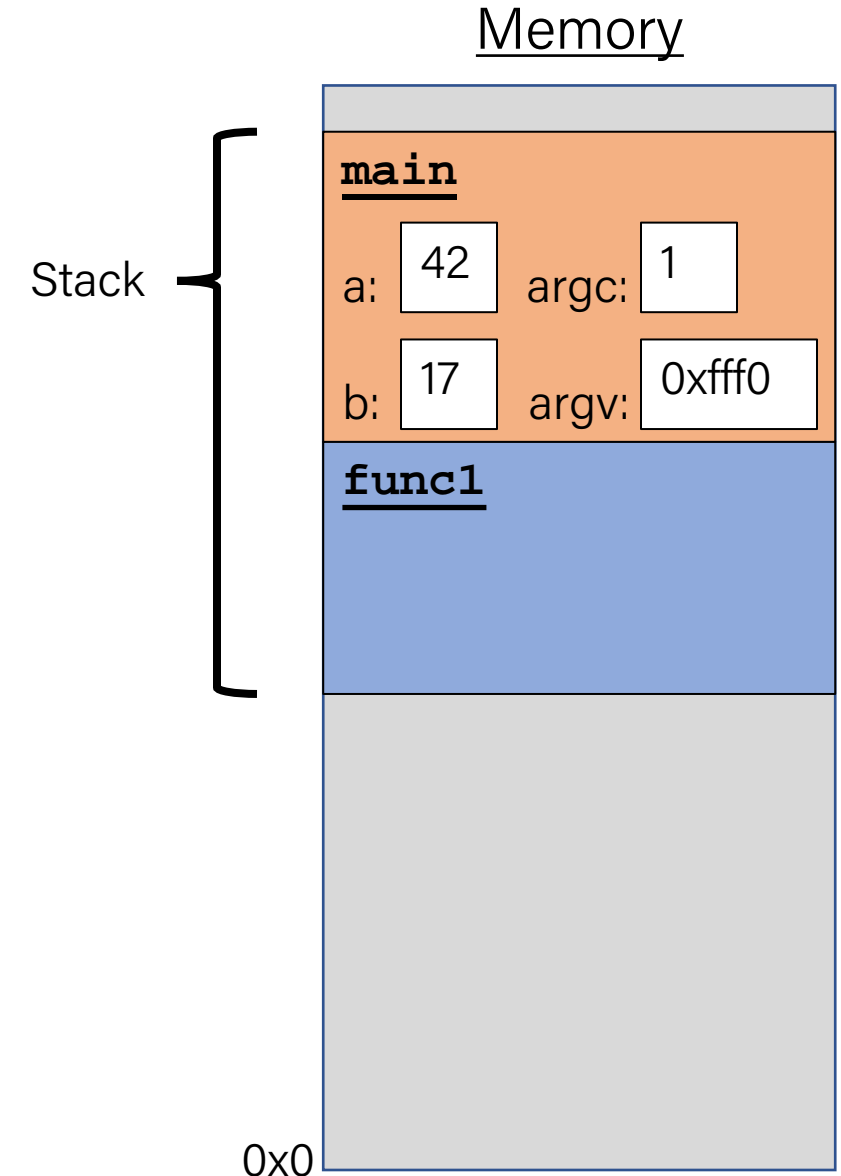 Memory
main
Stack
a: 42 argc: 1
b: 17 argv: 0xfff0
func1
0x0